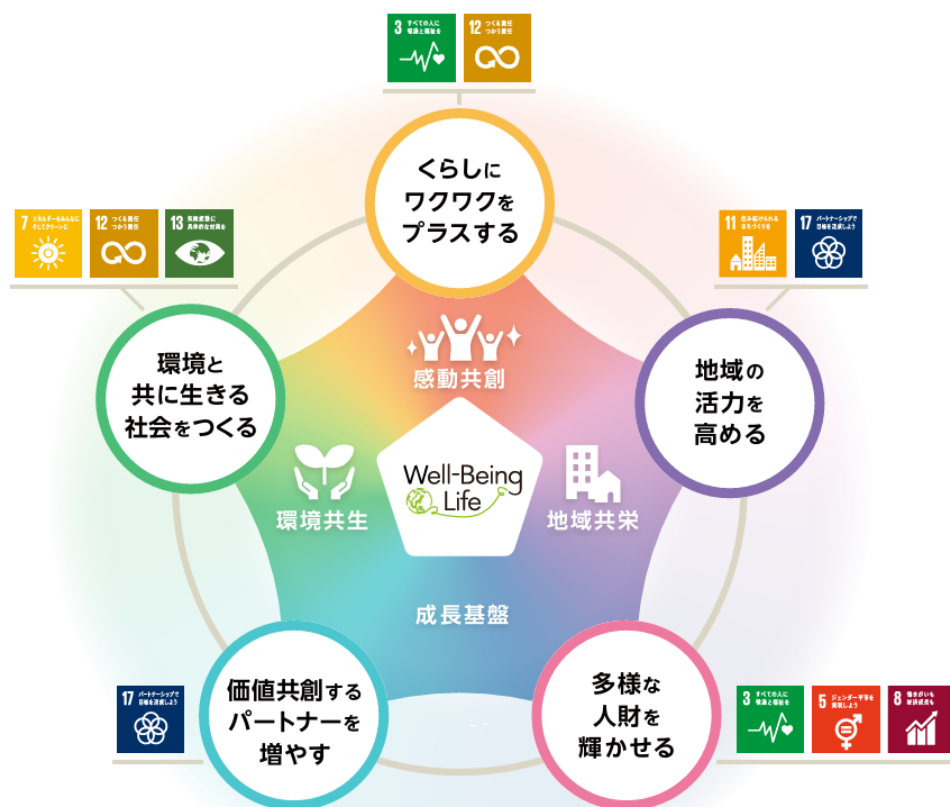 3 すべての人に
健康と福祉を
12 つくる責任
つかう責任
くらしに
ワクワクを
プラスする
7 エネルギーをみんなに
そしてクリーンに
12 つくる責任
つかう責任
13 気候変動に
具体的な対策を
11 住み続けられる
まちづくりを
17 パートナーシップで
目標を達成しよう
環境と
共に生きる
社会をつくる
感動共創
地域の
活力を
高める
Well-Being
Life
環境共生
地域共栄
成長基盤
価値共創する
パートナーを
増やす
多様な
人財を
輝かせる
17 パートナーシップで
目標を達成しよう
3 すべての人に
健康と福祉を
5 ジェンダー平等を
実現しよう
8 働きがいも
経済成長も